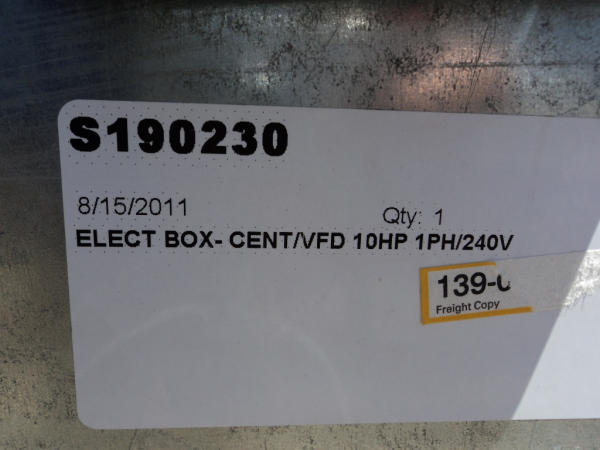 S190230
8/15/2011 Qty: 1
ELECT BOX- CENT/VFD 10HP 1PH/240V
Freight Copy